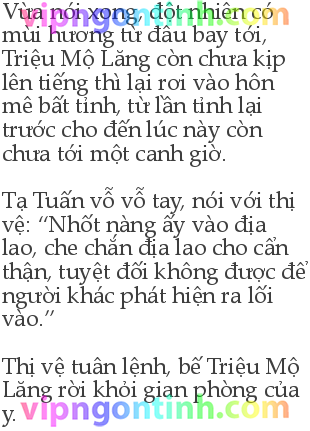 Vừa nói xong, đột nhiên có
mùi hương từ đâu bay tới,
Triệu Mộ Lăng còn chưa kịp
lên tiếng thì lại rơi vào hôn
mê bất tỉnh, từ lần tỉnh lại
trước cho đến lúc này còn
chưa tới một canh giờ.
Tạ Tuấn vỗ vỗ tay, nói với thị
vệ: “Nhốt nàng ấy vào địa
lao, che chắn địa lao cho cẩn
thận, tuyệt đối không được để
người khác phát hiện ra lối
vào.”
Thị vệ tuân lệnh, bế Triệu Mộ
Lăng rời khỏi gian phòng của
y.
vipngontinh.com
vipngontinh.com